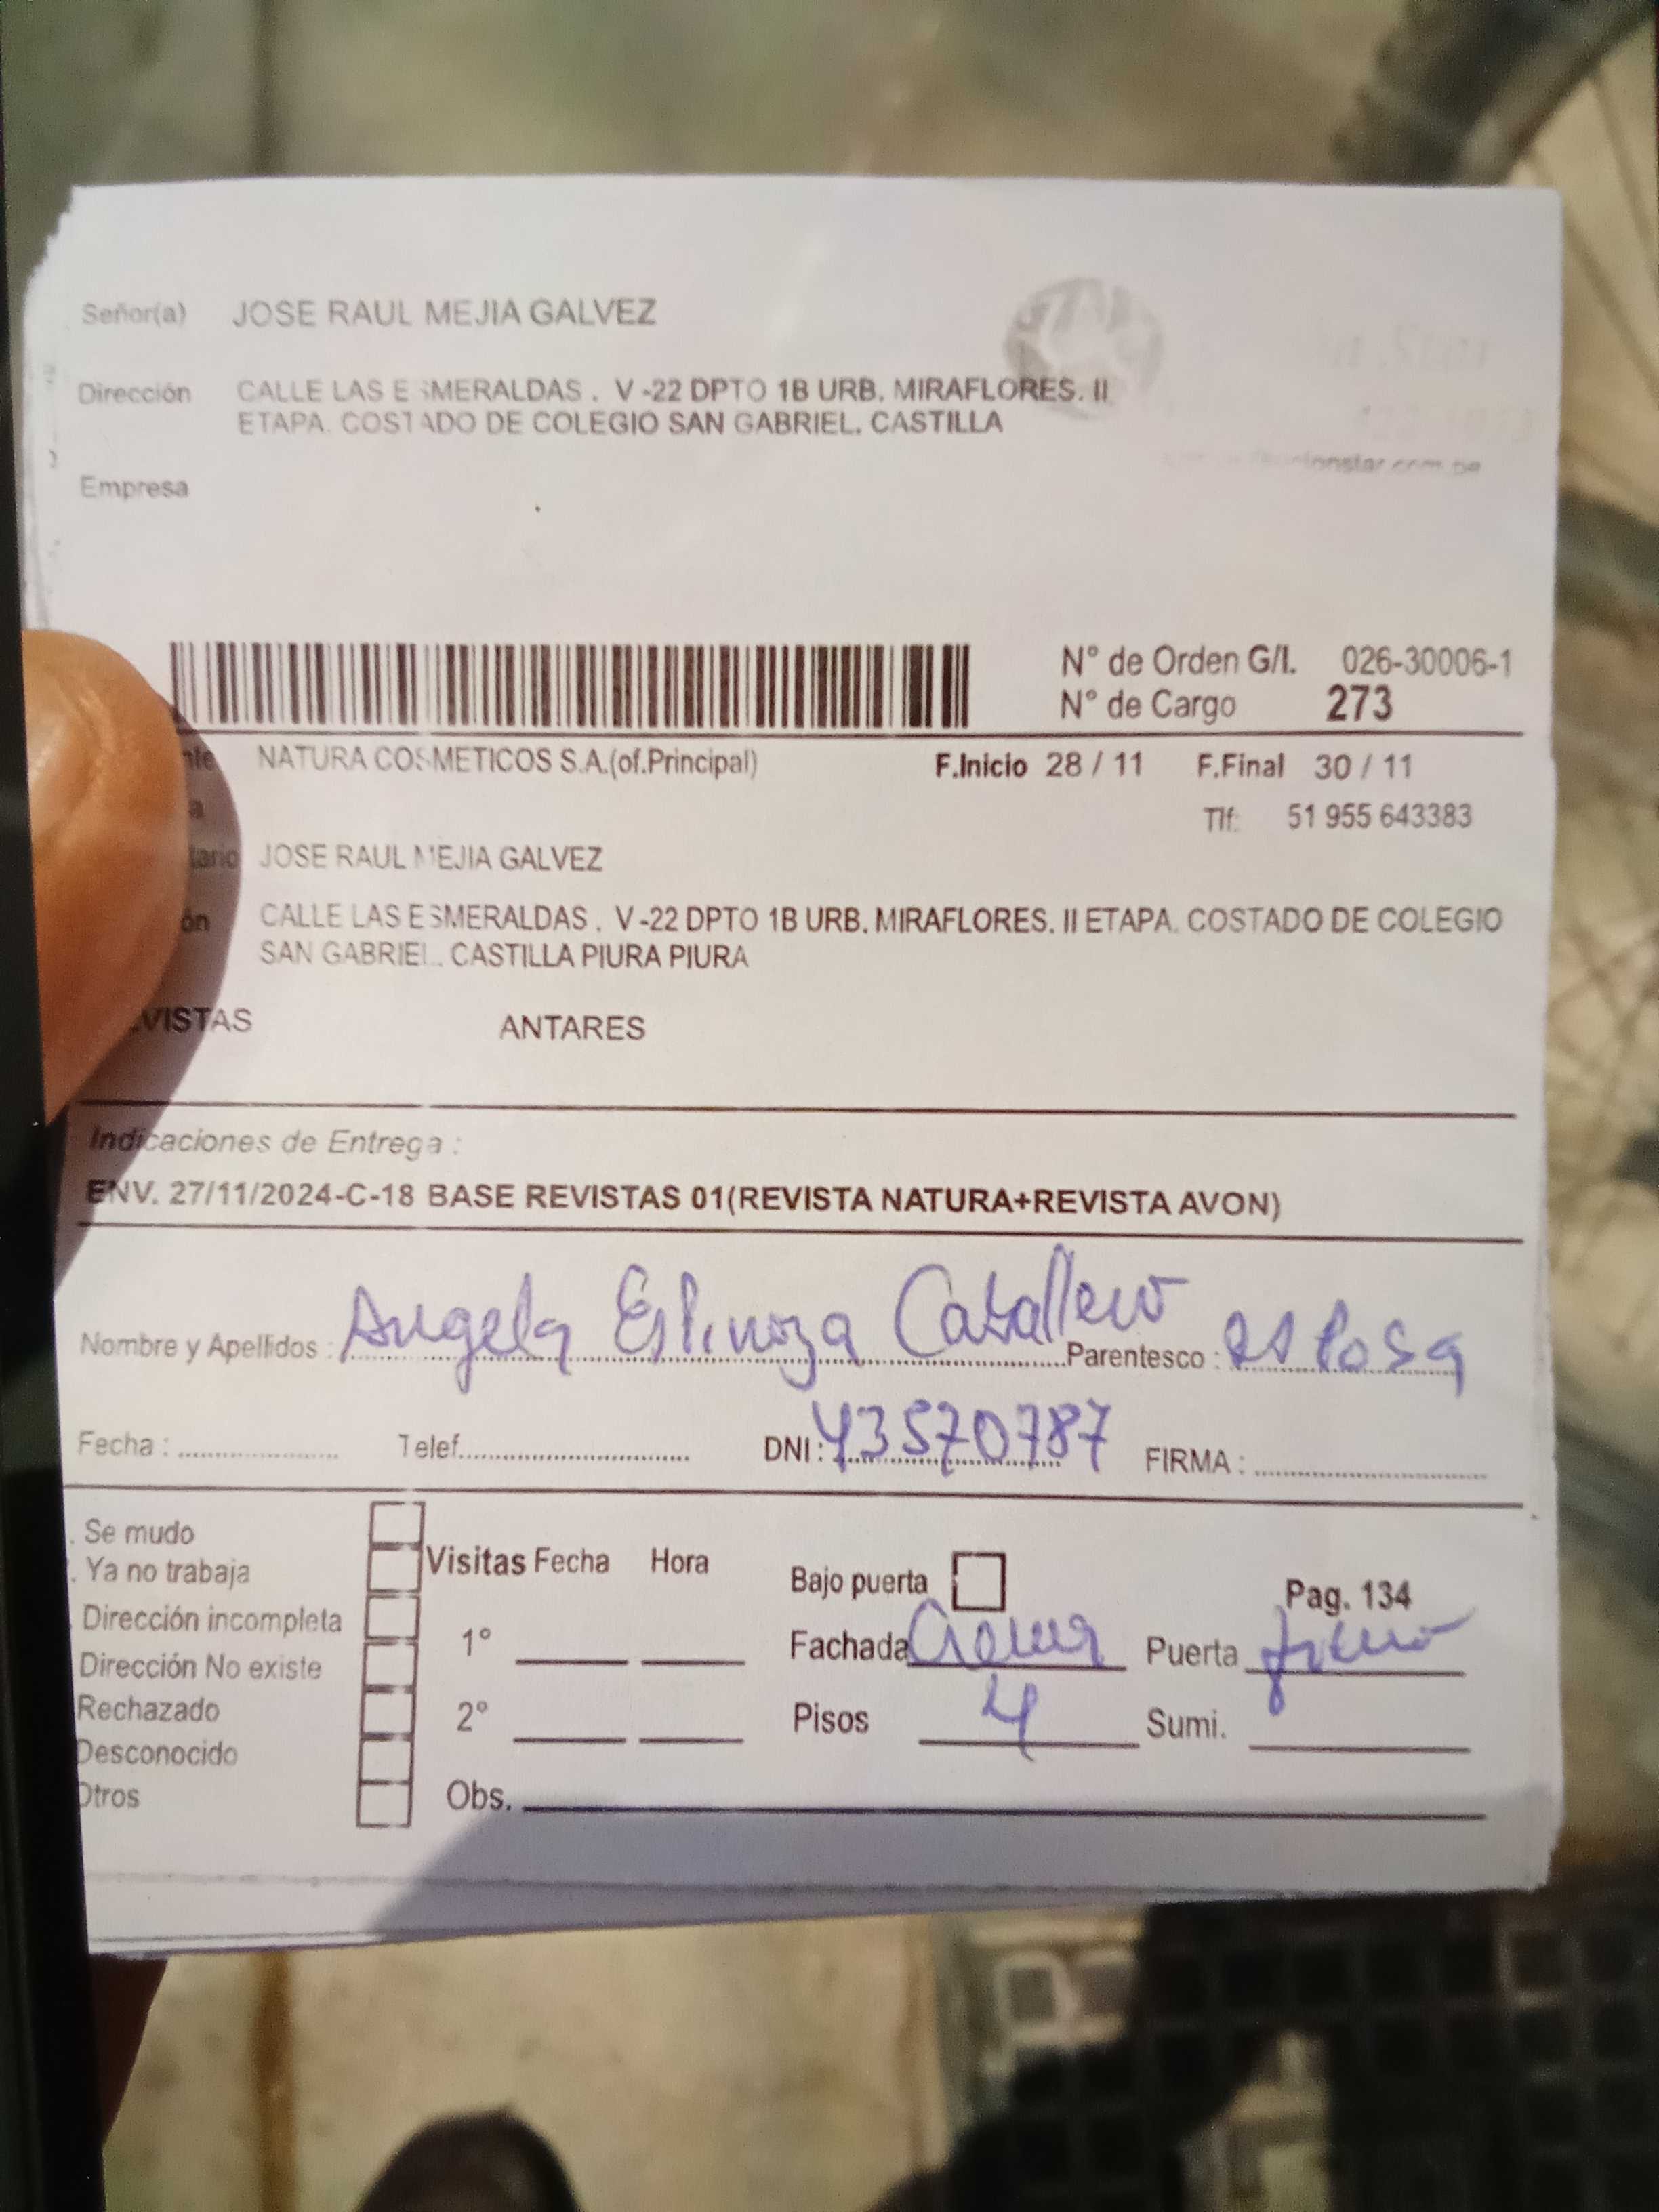 Señor(a) JOSE RAUL MEJIA GALVEZ
Dirección CALLE LAS ESMERALDAS . V -22 DPTO 1B URB. MIRAFLORES. II
ETAPA. COSTADO DE COLEGIO SAN GABRIEL. CASTILLA
Empresa
N° de Orden G/I. 026-30006-1
N° de Cargo 273
NATURA COSMETICOS S.A.(of.Principal) F.Inicio 28 / 11 F.Final 30 / 11
Tlf: 51 955 643383
JOSE RAUL MEJIA GALVEZ
CALLE LAS ESMERALDAS . V -22 DPTO 1B URB. MIRAFLORES. II ETAPA. COSTADO DE COLEGIO
SAN GABRIEL. CASTILLA PIURA PIURA
VISTAS ANTARES
Indicaciones de Entrega :
ENV. 27/11/2024-C-18 BASE REVISTAS 01(REVISTA NATURA+REVISTA AVON)
Nombre y Apellidos : Angela Espinoza Caballero Parentesco : esposa
Fecha : Telef. DNI: 43570787 FIRMA :
Se mudo
Ya no trabaja
Dirección incompleta
Dirección No existe
Rechazado
Desconocido
Otros
Visitas Fecha Hora
1°
2°
Obs.
Bajo puerta Pag. 134
Fachada Crema Puerta fierro
Pisos 4 Sumi.